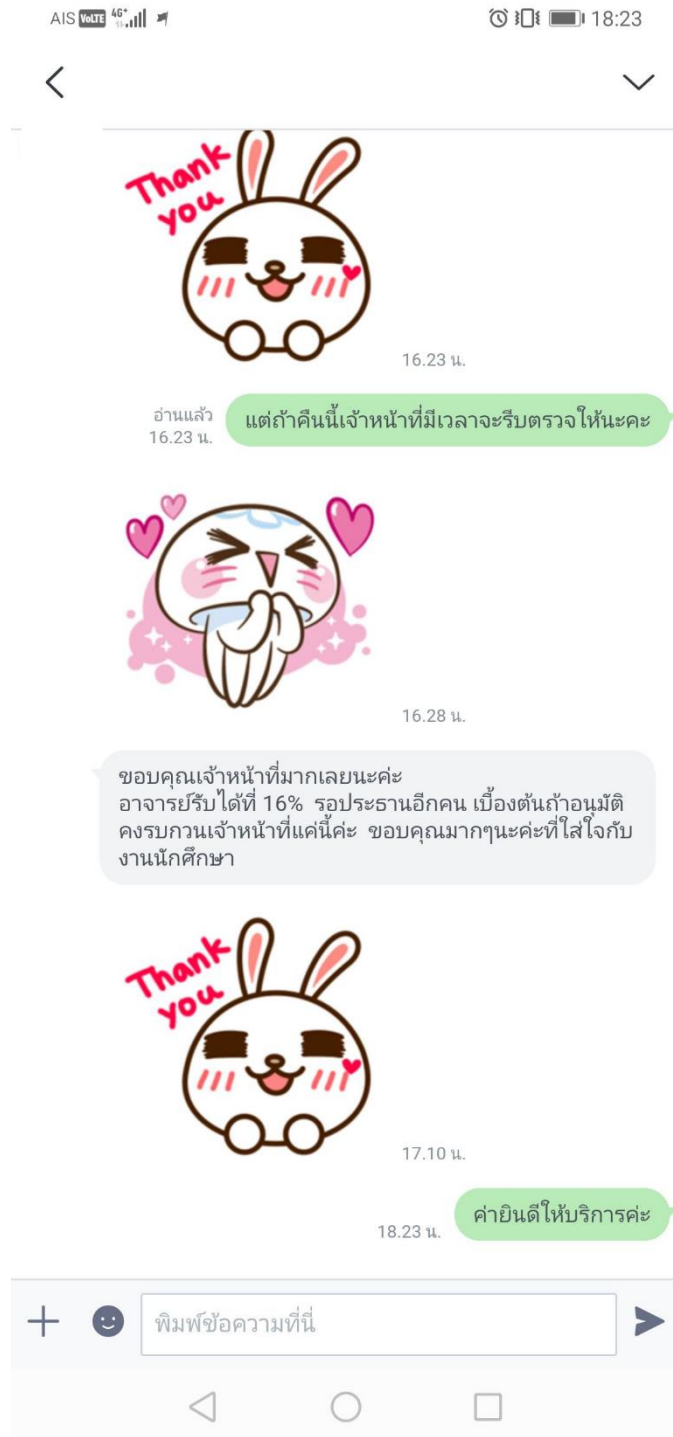 AIS VoLTE 4G+ 18:23
Thank
you
16.23 น.
อ่านแล้ว
16.23 น.
แต่ถ้าคืนนี้เจ้าหน้าที่มีเวลาจะรีบตรวจให้นะคะ
16.28 น.
ขอบคุณเจ้าหน้าที่มากเลยนะค่ะ
อาจารย์รับได้ที่ 16% รอประธานอีกคน เบื้องต้นถ้าอนุมัติ
คงรบกวนเจ้าหน้าที่แค่นี้ค่ะ ขอบคุณมากๆนะค่ะที่ใส่ใจกับ
งานนักศึกษา
Thank
you
17.10 น.
18.23 น.
ค่ายินดีให้บริการค่ะ
พิมพ์ข้อความที่นี่